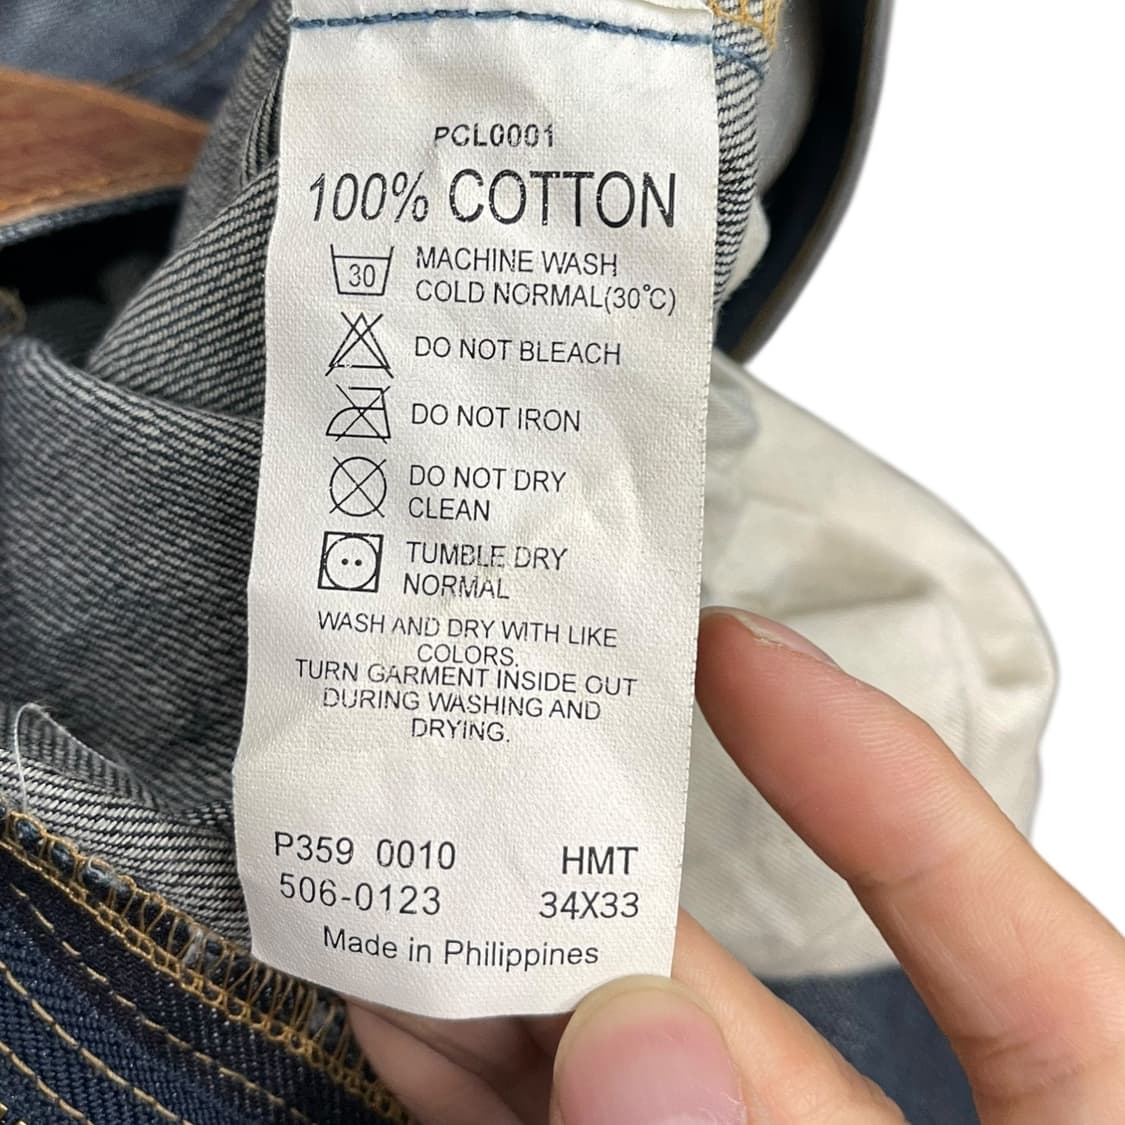 PCL0001
100% COTTON
30
MACHINE WASH
COLD NORMAL(30°C)
DO NOT BLEACH
DO NOT IRON
DO NOT DRY
CLEAN
TUMBLE DRY
NORMAL
WASH AND DRY WITH LIKE
COLORS.
TURN GARMENT INSIDE OUT
DURING WASHING AND
DRYING.
P359 0010 HMT
506-0123 34X33
Made in Philippines